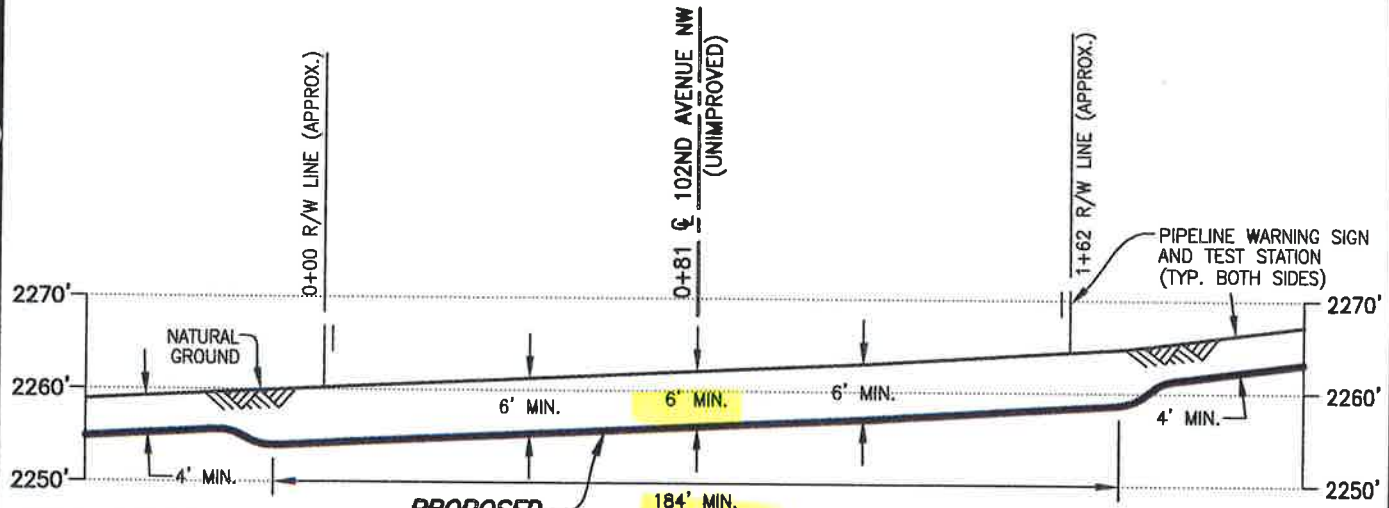 0+00 R/W LINE (APPROX.)
0+81 ℄ 102ND AVENUE NW
(UNIMPROVED)
1+62 R/W LINE (APPROX.)
PIPELINE WARNING SIGN
AND TEST STATION
(TYP. BOTH SIDES)
2270'
2270'
NATURAL
GROUND
2260'
6' MIN.
6' MIN.
6' MIN.
2260'
4' MIN.
2250'
4' MIN.
PROPOSED
184' MIN.
2250'